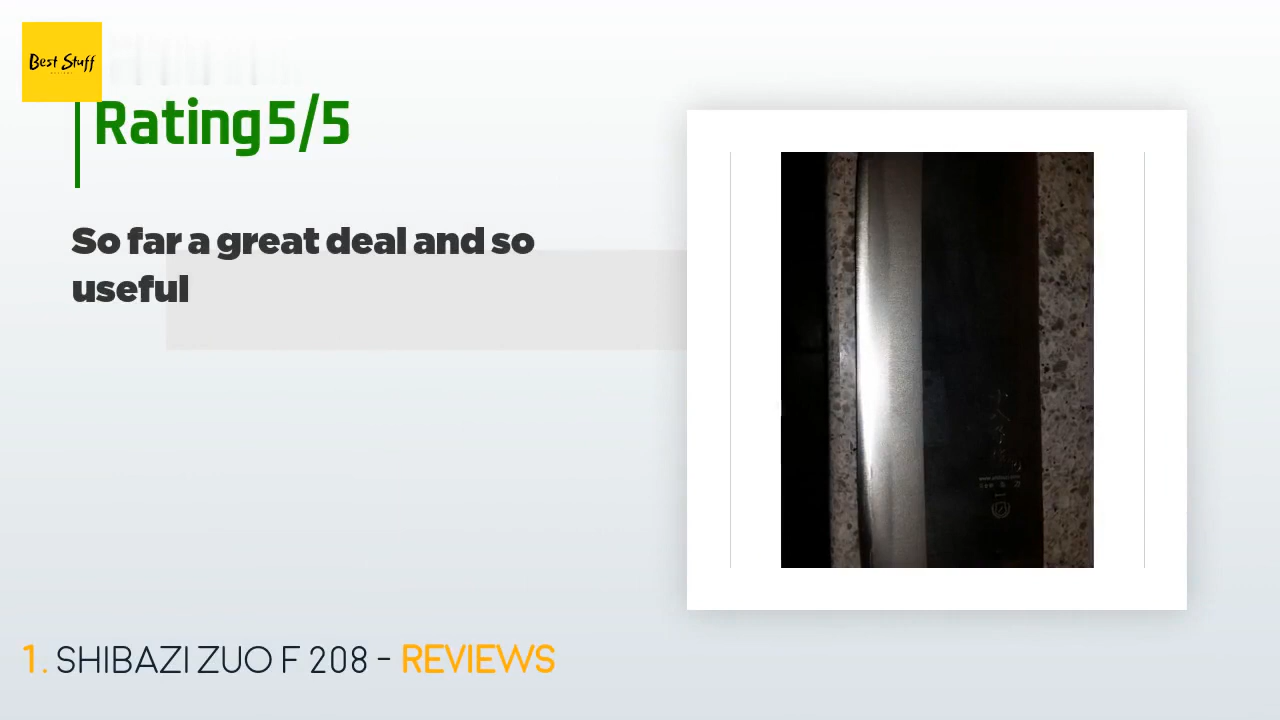 Best Stuff
Rating 5/5
So far a great deal and so
useful
1. SHIBAZI ZUO F 208 - REVIEWS